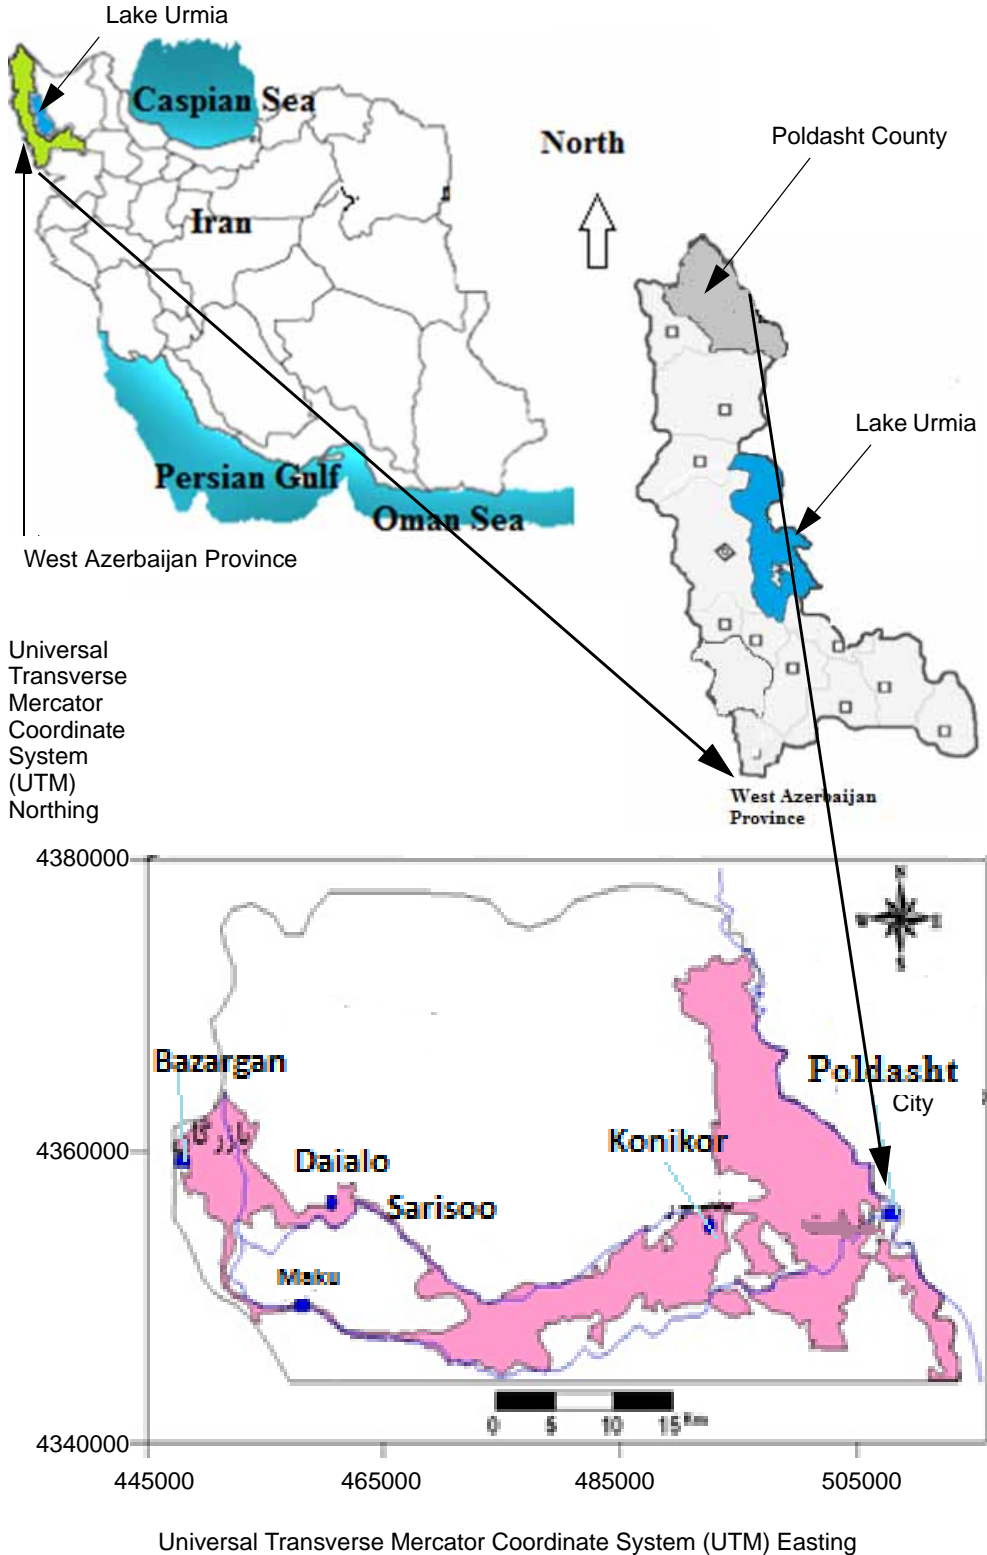 Lake Urmia
Caspian Sea
North
Poldasht County
Iran
Lake Urmia
Persian Gulf
Oman Sea
West Azerbaijan Province
Universal
Transverse
Mercator
Coordinate
System
(UTM)
Northing
West Azerbaijan
Province
4380000
Bazargan
Poldasht
City
Konikor
4360000
Daialo
Sarisoo
Maku
0 5 10 15 Km
4340000
445000 465000 485000 505000
Universal Transverse Mercator Coordinate System (UTM) Easting